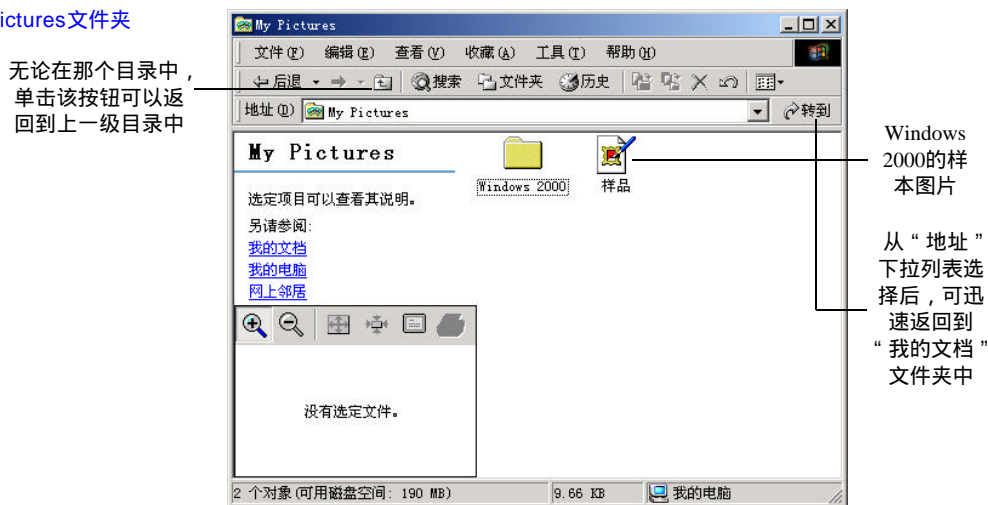 ictures文件夹
无论在那个目录中，
单击该按钮可以返
回到上一级目录中
My Pictures
文件(F) 编辑(E) 查看(V) 收藏(A) 工具(T) 帮助(H)
后退 搜索 文件夹 历史
地址(D) My Pictures 转到
My Pictures
选定项目可以查看其说明。
另请参阅:
我的文档
我的电脑
网上邻居
Windows 2000 样品
没有选定文件。
2 个对象(可用磁盘空间: 190 MB) 9.66 KB 我的电脑
Windows
2000的样
本图片
从“地址”
下拉列表选
择后，可迅
速返回到
“我的文档”
文件夹中